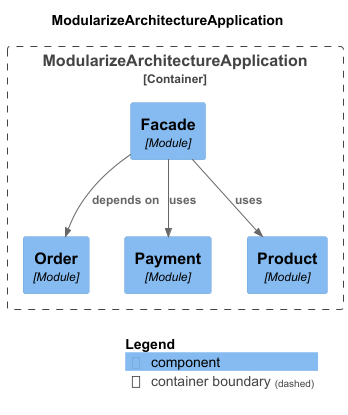 ModularizeArchitectureApplication
ModularizeArchitectureApplication
[Container]
Facade
[Module]
depends on
uses
uses
Order
[Module]
Payment
[Module]
Product
[Module]
Legend
component
container boundary (dashed)